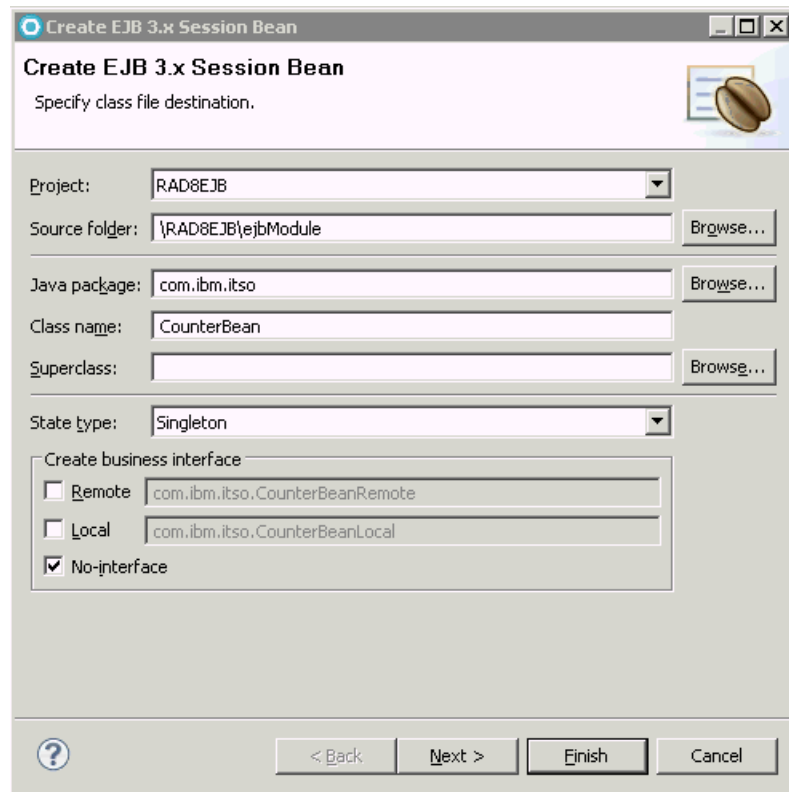 Create EJB 3.x Session Bean
Create EJB 3.x Session Bean
Specify class file destination.
Project: RAD8EJB
Source folder: \RAD8EJB\ejbModule Browse...
Java package: com.ibm.itso Browse...
Class name: CounterBean
Superclass: Browse...
State type: Singleton
Create business interface
Remote com.ibm.itso.CounterBeanRemote
Local com.ibm.itso.CounterBeanLocal
No-interface
? < Back Next > Finish Cancel